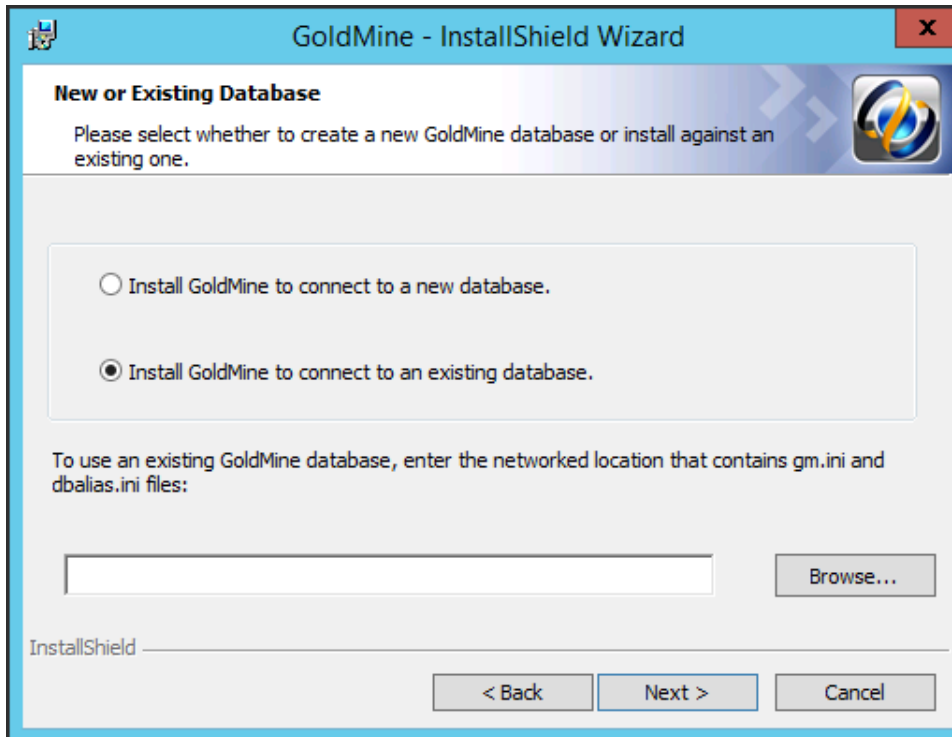 GoldMine - InstallShield Wizard
x
New or Existing Database
Please select whether to create a new GoldMine database or install against an
existing one.
Install GoldMine to connect to a new database.
Install GoldMine to connect to an existing database.
To use an existing GoldMine database, enter the networked location that contains gm.ini and
dbalias.ini files:
Browse...
InstallShield
< Back
Next >
Cancel